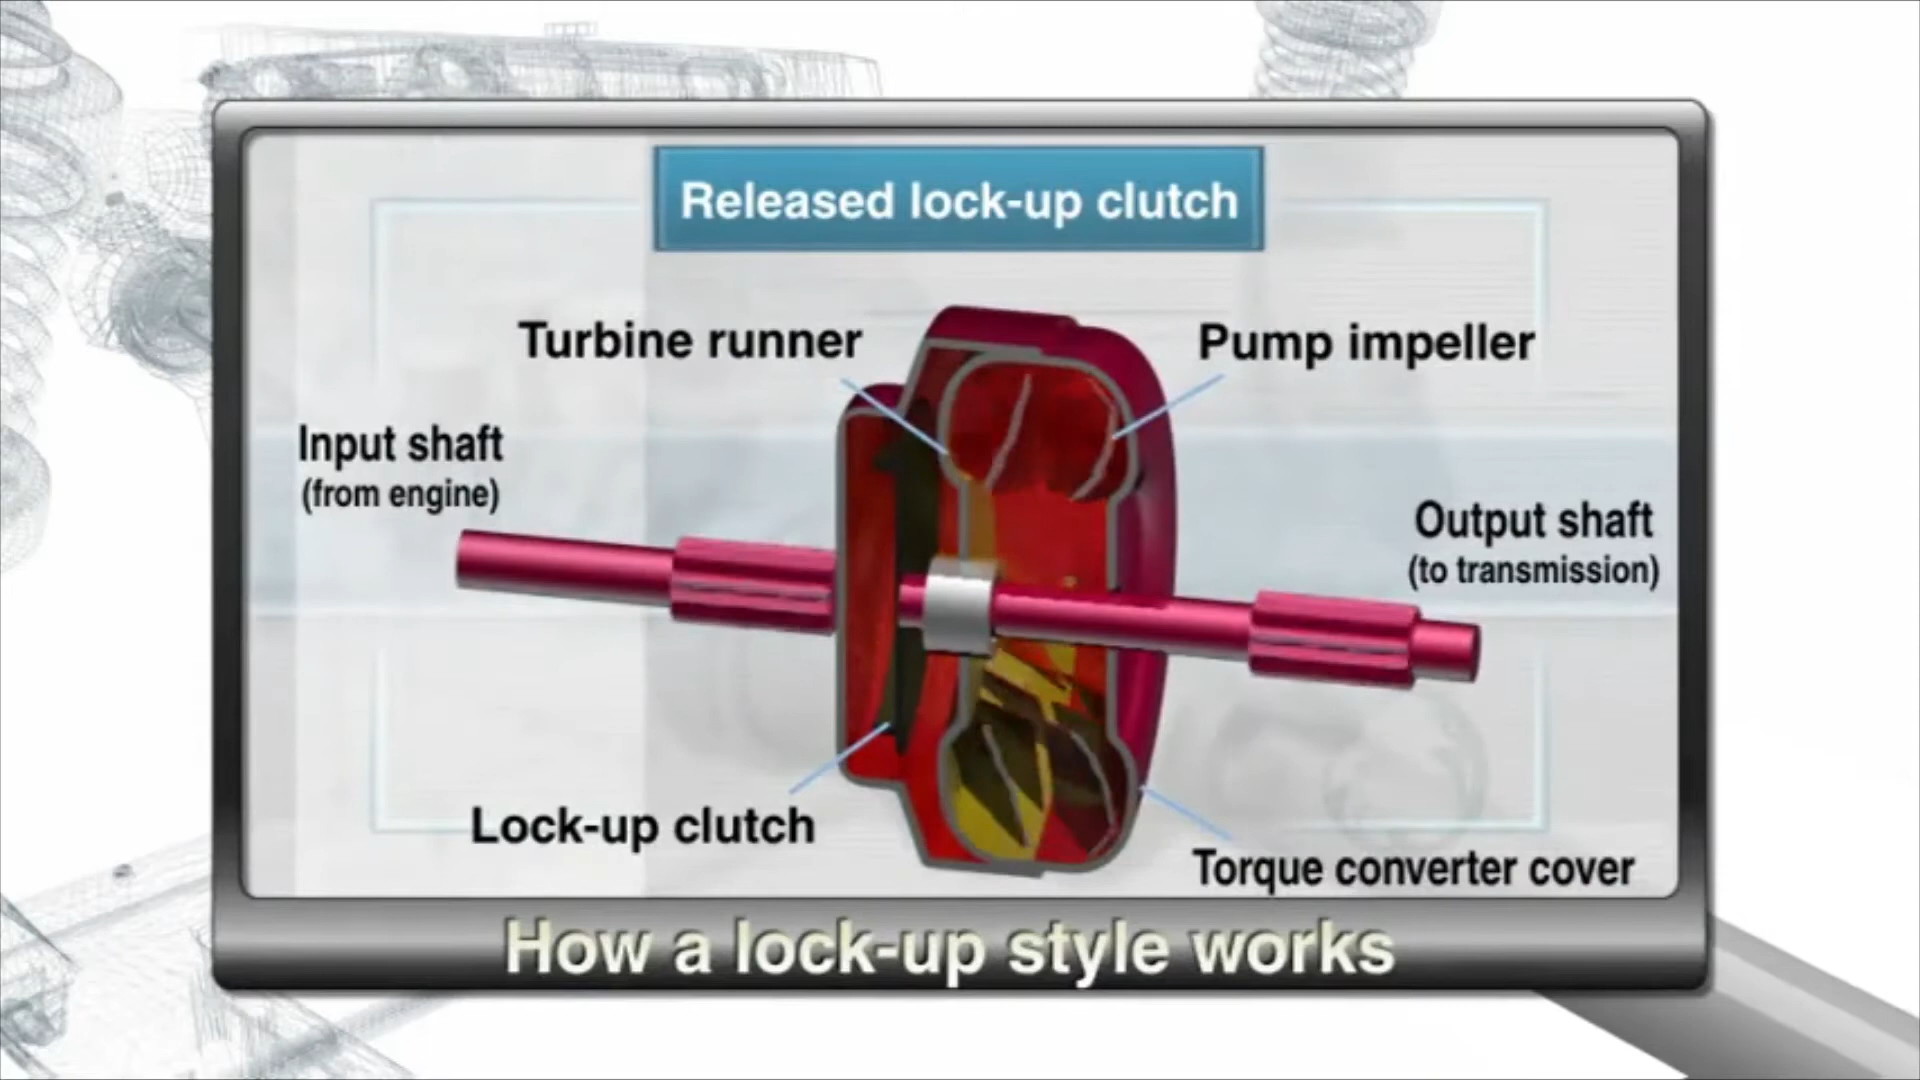 Released lock-up clutch
Turbine runner
Pump impeller
Input shaft
(from engine)
Output shaft
(to transmission)
Lock-up clutch
Torque converter cover
How a lock-up style works